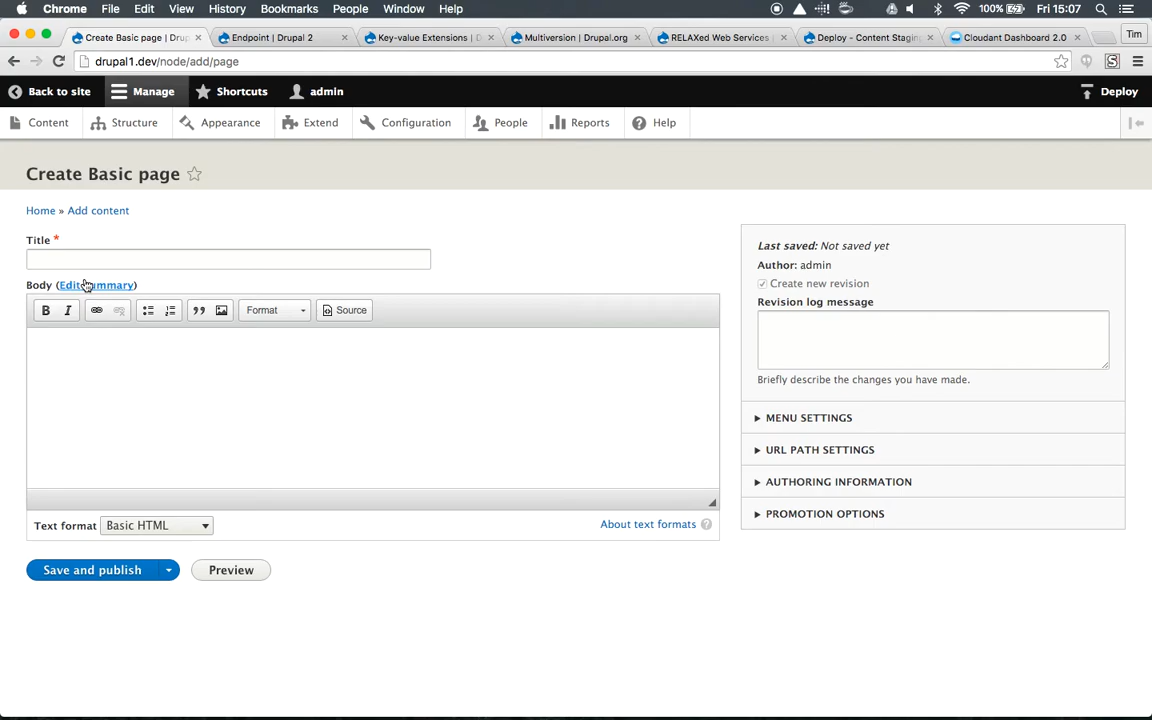 Chrome File Edit View History Bookmarks People Window Help 100% Fri 15:07
Create Basic page | Drup Endpoint | Drupal 2 Key-value Extensions | D Multiversion | Drupal.org RELAXed Web Services | Deploy - Content Staging Cloudant Dashboard 2.0 Tim
drupal1.dev/node/add/page
Back to site Manage Shortcuts admin Deploy
Content Structure Appearance Extend Configuration People Reports Help
Create Basic page
Home » Add content
Title *
Body (Edit summary)
B I Format Source
Text format Basic HTML About text formats ?
Save and publish Preview
Last saved: Not saved yet
Author: admin
Create new revision
Revision log message
Briefly describe the changes you have made.
MENU SETTINGS
URL PATH SETTINGS
AUTHORING INFORMATION
PROMOTION OPTIONS